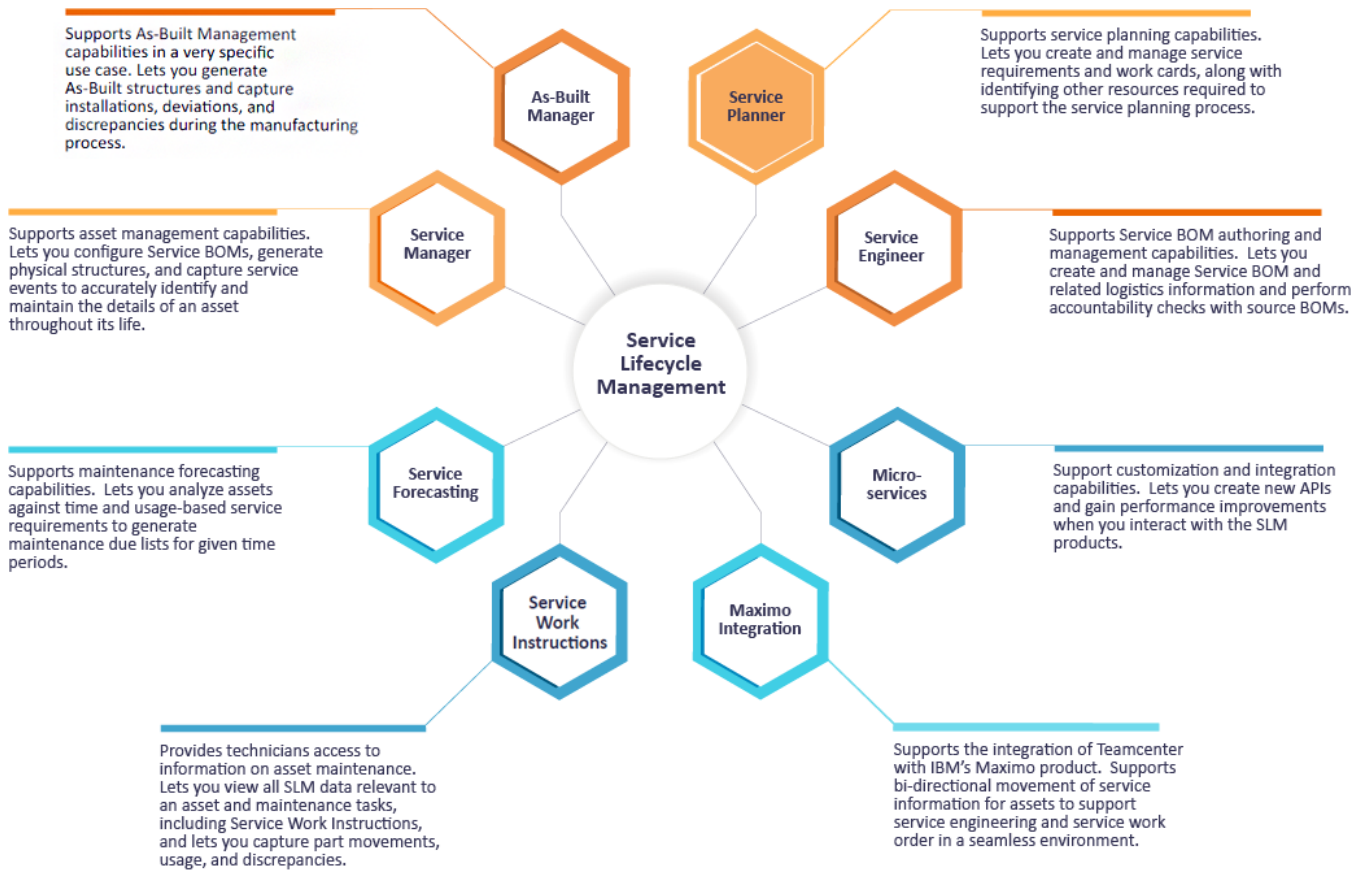 Supports As-Built Management
capabilities in a very specific
use case. Lets you generate
As-Built structures and capture
installations, deviations, and
discrepancies during the manufacturing
process.
As-Built
Manager
Service
Planner
Supports service planning capabilities.
Lets you create and manage service
requirements and work cards, along with
identifying other resources required to
support the service planning process.
Supports asset management capabilities.
Lets you configure Service BOMs, generate
physical structures, and capture service
events to accurately identify and
maintain the details of an asset
throughout its life.
Service
Manager
Service
Engineer
Supports Service BOM authoring and
management capabilities. Lets you
create and manage Service BOM and
related logistics information and perform
accountability checks with source BOMs.
Service
Lifecycle
Management
Supports maintenance forecasting
capabilities. Lets you analyze assets
against time and usage-based service
requirements to generate
maintenance due lists for given time
periods.
Service
Forecasting
Micro-
services
Support customization and integration
capabilities. Lets you create new APIs
and gain performance improvements
when you interact with the SLM
products.
Service
Work
Instructions
Maximo
Integration
Provides technicians access to
information on asset maintenance.
Lets you view all SLM data relevant to
an asset and maintenance tasks,
including Service Work Instructions,
and lets you capture part movements,
usage, and discrepancies.
Supports the integration of Teamcenter
with IBM's Maximo product. Supports
bi-directional movement of service
information for assets to support
service engineering and service work
order in a seamless environment.